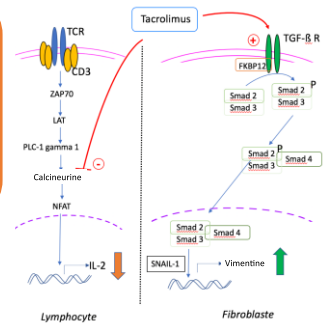 Tacrolimus
TCR
CD3
ZAP70
LAT
PLC-1 gamma 1
Calcineurine
-
NFAT
IL-2
Lymphocyte
+
TGF-ß R
FKBP12
P
Smad 2
Smad 3
Smad 2
Smad 3
P
Smad 2
Smad 3
Smad 4
Smad 2
Smad 3
Smad 4
SNAIL-1
Vimentine
Fibroblaste